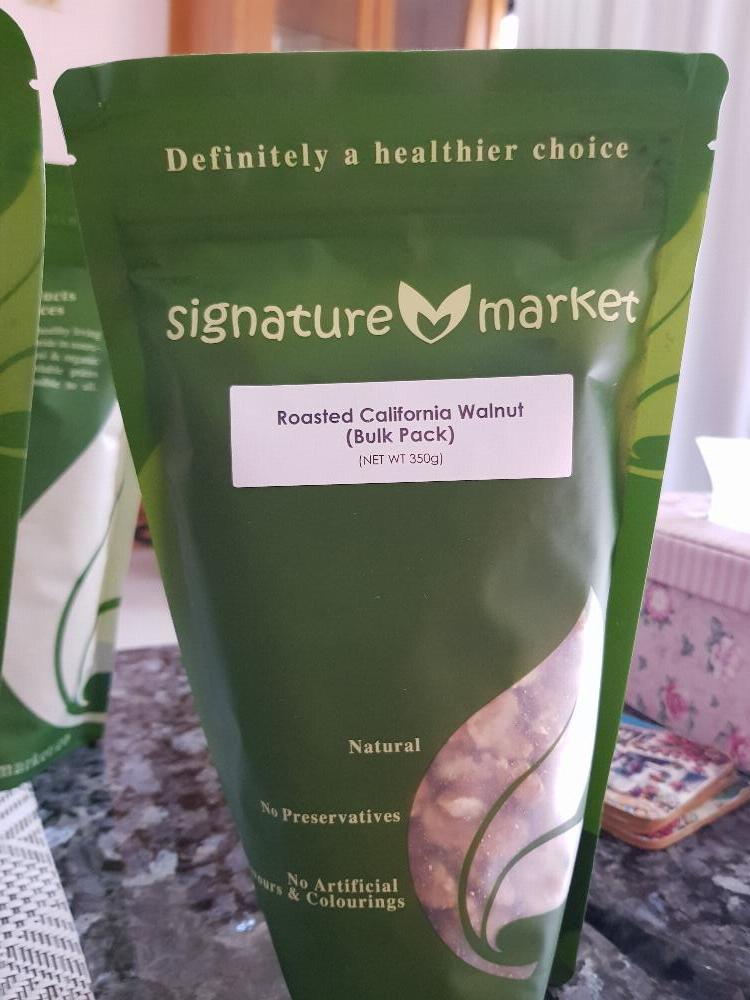 Definitely a healthier choice
signature market
Roasted California Walnut
(Bulk Pack)
(NET WT 350g)
Natural
No Preservatives
No Artificial
& Colourings